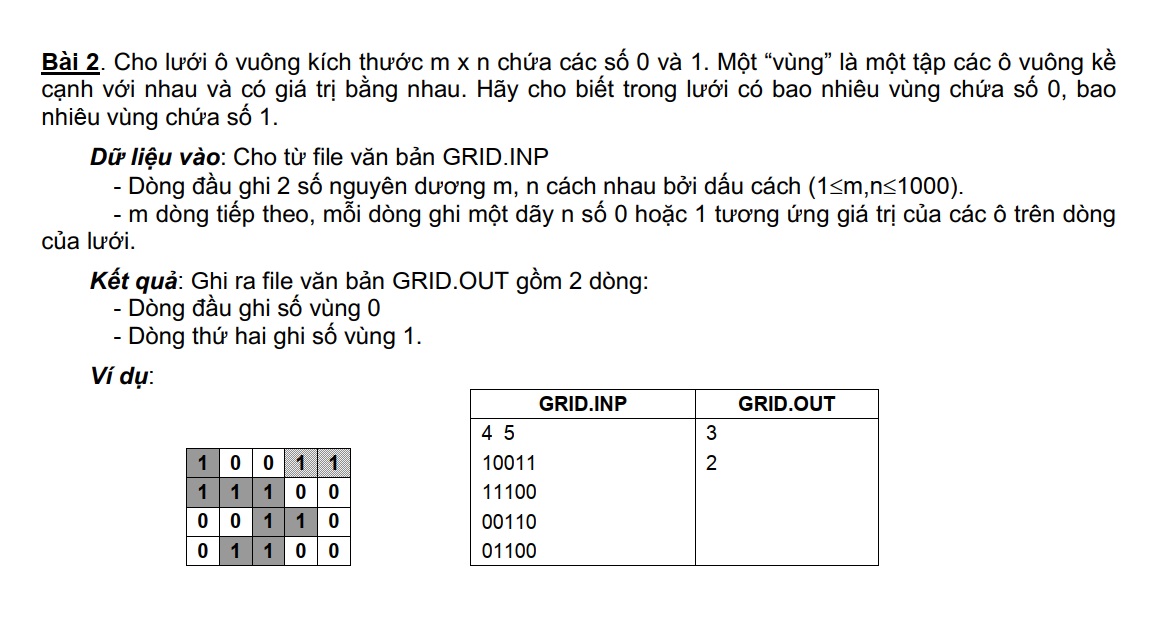 Bài 2. Cho lưới ô vuông kích thước m x n chứa các số 0 và 1. Một “vùng” là một tập các ô vuông kề
cạnh với nhau và có giá trị bằng nhau. Hãy cho biết trong lưới có bao nhiêu vùng chứa số 0, bao
nhiêu vùng chứa số 1.
Dữ liệu vào: Cho từ file văn bản GRID.INP
- Dòng đầu ghi 2 số nguyên dương m, n cách nhau bởi dấu cách (1≤m,n≤1000).
- m dòng tiếp theo, mỗi dòng ghi một dãy n số 0 hoặc 1 tương ứng giá trị của các ô trên dòng
của lưới.
Kết quả: Ghi ra file văn bản GRID.OUT gồm 2 dòng:
- Dòng đầu ghi số vùng 0
- Dòng thứ hai ghi số vùng 1.
Ví dụ:
1 0 0 1 1
1 1 1 0 0
0 0 1 1 0
0 1 1 0 0
GRID.INP GRID.OUT
4 5 3
10011 2
11100
00110
01100